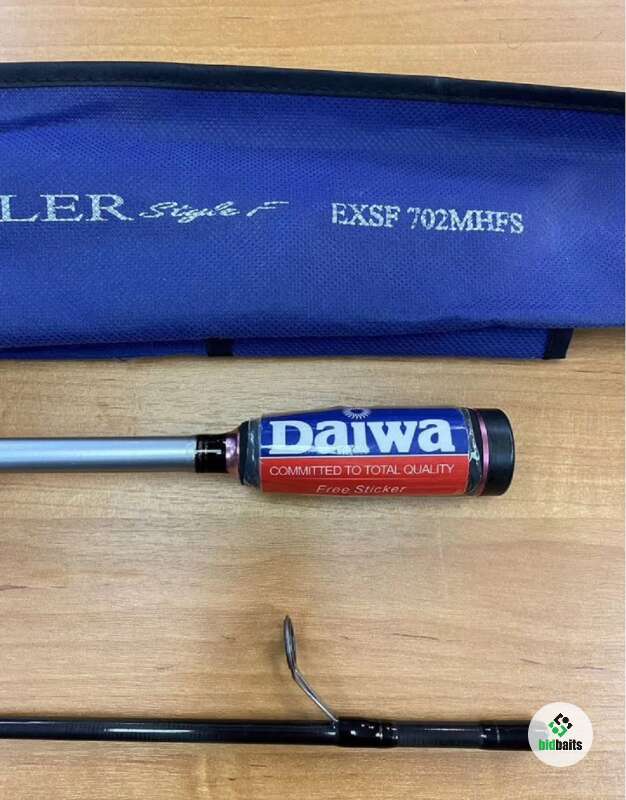 LER Style F EXSF 702MHFS
Daiwa
COMMITTED TO TOTAL QUALITY
Free Sticker
bidbaits